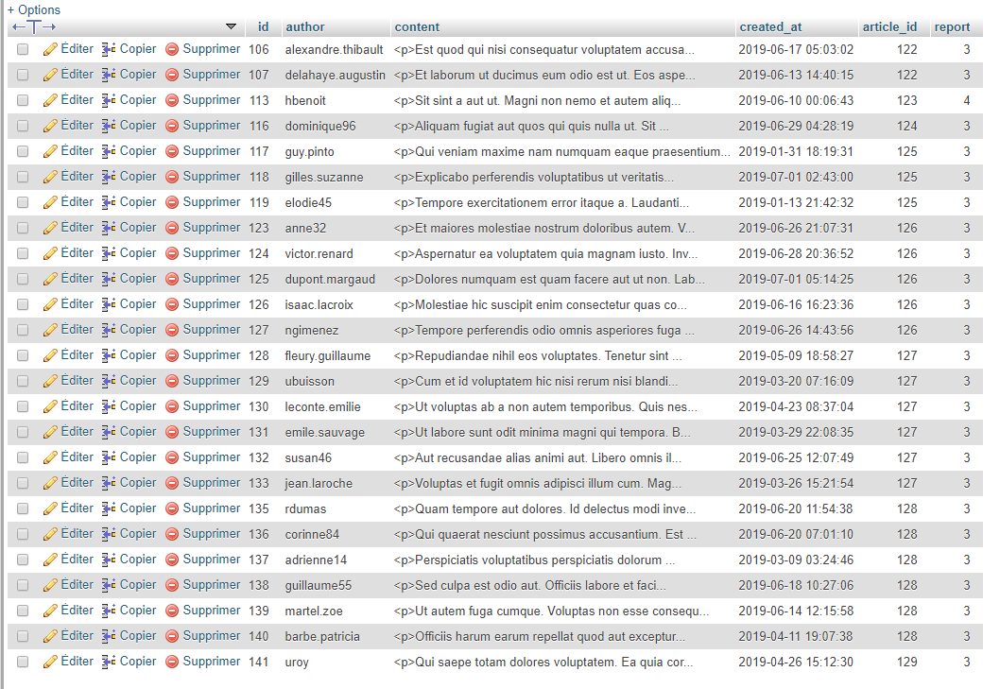 + Options
id author content created_at article_id report
Éditer Copier Supprimer 106 alexandre.thibault <p>Est quod qui nisi consequatur voluptatem accusa... 2019-06-17 05:03:02 122 3
Éditer Copier Supprimer 107 delahaye.augustin <p>Et laborum ut ducimus eum odio est ut. Eos aspe... 2019-06-13 14:40:15 122 3
Éditer Copier Supprimer 113 hbenoit <p>Sit sint a aut ut. Magni non nemo et autem aliq... 2019-06-10 00:06:43 123 4
Éditer Copier Supprimer 116 dominique96 <p>Aliquam fugiat aut quos qui quis nulla ut. Sit ... 2019-06-29 04:28:19 124 3
Éditer Copier Supprimer 117 guy.pinto <p>Qui veniam maxime nam numquam eaque praesentium... 2019-01-31 18:19:31 125 3
Éditer Copier Supprimer 118 gilles.suzanne <p>Explicabo perferendis voluptatibus ut veritatis... 2019-07-01 02:43:00 125 3
Éditer Copier Supprimer 119 elodie45 <p>Tempore exercitationem error itaque a. Laudanti... 2019-01-13 21:42:32 125 3
Éditer Copier Supprimer 123 anne32 <p>Et maiores molestiae nostrum doloribus autem. V... 2019-06-26 21:07:31 126 3
Éditer Copier Supprimer 124 victor.renard <p>Aspernatur ea voluptatem quia magnam iusto. Inv... 2019-06-28 20:36:52 126 3
Éditer Copier Supprimer 125 dupont.margaud <p>Dolores numquam est quam facere aut ut non. Lab... 2019-07-01 05:14:25 126 3
Éditer Copier Supprimer 126 isaac.lacroix <p>Molestiae hic suscipit enim consectetur quas co... 2019-06-16 16:23:36 126 3
Éditer Copier Supprimer 127 ngimenez <p>Tempore perferendis odio omnis asperiores fuga ... 2019-06-26 14:43:56 126 3
Éditer Copier Supprimer 128 fleury.guillaume <p>Repudiandae nihil eos voluptates. Tenetur sint ... 2019-05-09 18:58:27 127 3
Éditer Copier Supprimer 129 ubuisson <p>Cum et id voluptatem hic nisi rerum nisi blandi... 2019-03-20 07:16:09 127 3
Éditer Copier Supprimer 130 leconte.emilie <p>Ut voluptas ab a non autem temporibus. Quis nes... 2019-04-23 08:37:04 127 3
Éditer Copier Supprimer 131 emile.sauvage <p>Ut labore sunt odit minima magni qui tempora. B... 2019-03-29 22:08:35 127 3
Éditer Copier Supprimer 132 susan46 <p>Aut recusandae alias animi aut. Libero omnis il... 2019-06-25 12:07:49 127 3
Éditer Copier Supprimer 133 jean.laroche <p>Voluptas et fugit omnis adipisci illum cum. Mag... 2019-03-26 15:21:54 127 3
Éditer Copier Supprimer 135 rdumas <p>Quam tempore aut dolores. Id delectus modi inve... 2019-06-20 11:54:38 128 3
Éditer Copier Supprimer 136 corinne84 <p>Qui quaerat nesciunt possimus accusantium. Est ... 2019-06-20 07:01:10 128 3
Éditer Copier Supprimer 137 adrienne14 <p>Perspiciatis voluptatibus perspiciatis dolorum ... 2019-03-09 03:24:46 128 3
Éditer Copier Supprimer 138 guillaume55 <p>Sed culpa est odio aut. Officiis labore et faci... 2019-06-18 10:27:06 128 3
Éditer Copier Supprimer 139 martel.zoe <p>Ut autem fuga cumque. Voluptas non esse consequ... 2019-06-14 12:15:58 128 3
Éditer Copier Supprimer 140 barbe.patricia <p>Officiis harum earum repellat quod aut exceptur... 2019-04-11 19:07:38 128 3
Éditer Copier Supprimer 141 uroy <p>Qui saepe totam dolores voluptatem. Ea quia cor... 2019-04-26 15:12:30 129 3